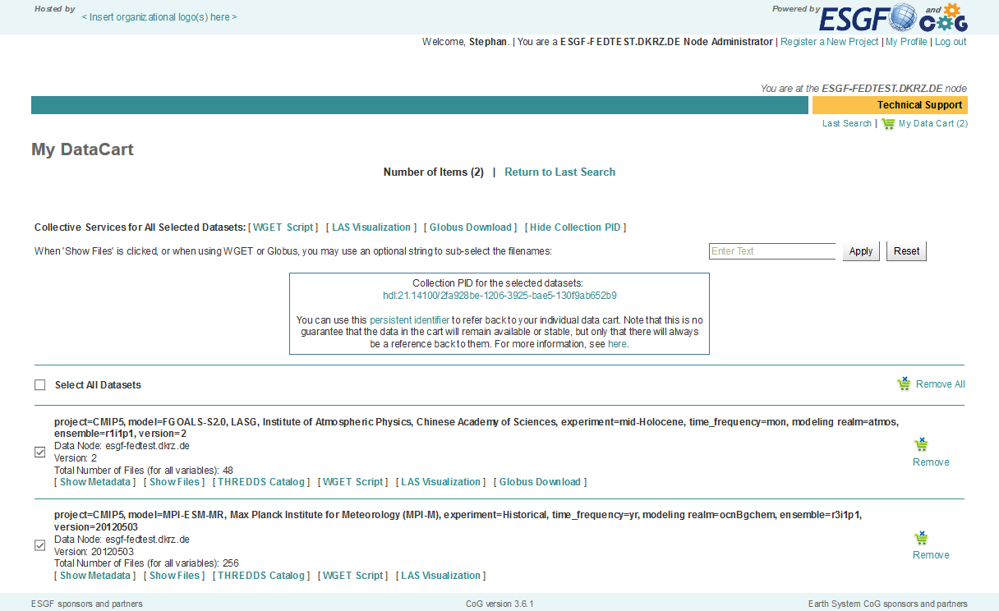 Hosted by
< Insert organizational logo(s) here >
Powered by ESGF and COG
Welcome, Stephan. | You are a ESGF-FEDTEST.DKRZ.DE Node Administrator | Register a New Project | My Profile | Log out
You are at the ESGF-FEDTEST.DKRZ.DE node
Technical Support
Last Search | My Data Cart (2)
My DataCart
Number of Items (2) | Return to Last Search
Collective Services for All Selected Datasets: [ WGET Script ] [ LAS Visualization ] [ Globus Download ] [ Hide Collection PID ]
When 'Show Files' is clicked, or when using WGET or Globus, you may use an optional string to sub-select the filenames: Enter Text Apply Reset
Collection PID for the selected datasets:
hdl:21.14100/2fa928be-1206-3925-bae5-130f9ab652b9
You can use this persistent identifier to refer back to your individual data cart. Note that this is no
guarantee that the data in the cart will remain available or stable, but only that there will always
be a reference back to them. For more information, see here.
Select All Datasets
Remove All
project=CMIP5, model=FGOALS-S2.0, LASG, Institute of Atmospheric Physics, Chinese Academy of Sciences, experiment=mid-Holocene, time_frequency=mon, modeling realm=atmos,
ensemble=r1i1p1, version=2
Data Node: esgf-fedtest.dkrz.de
Version: 2
Total Number of Files (for all variables): 48
[ Show Metadata ] [ Show Files ] [ THREDDS Catalog ] [ WGET Script ] [ LAS Visualization ] [ Globus Download ]
Remove
project=CMIP5, model=MPI-ESM-MR, Max Planck Institute for Meteorology (MPI-M), experiment=Historical, time_frequency=yr, modeling realm=ocnBgchem, ensemble=r3i1p1,
version=20120503
Data Node: esgf-fedtest.dkrz.de
Version: 20120503
Total Number of Files (for all variables): 256
[ Show Metadata ] [ Show Files ] [ THREDDS Catalog ] [ WGET Script ] [ LAS Visualization ]
Remove
ESGF sponsors and partners
CoG version 3.6.1
Earth System CoG sponsors and partners